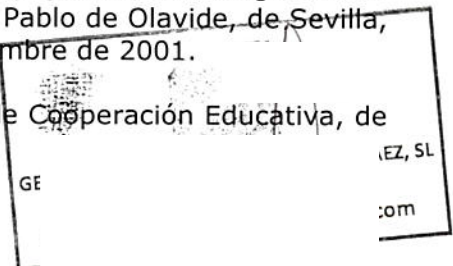 Pablo de Olavide, de Sevilla,
mbre de 2001.
e Cooperación Educativa, de
EZ, SL
GE
com